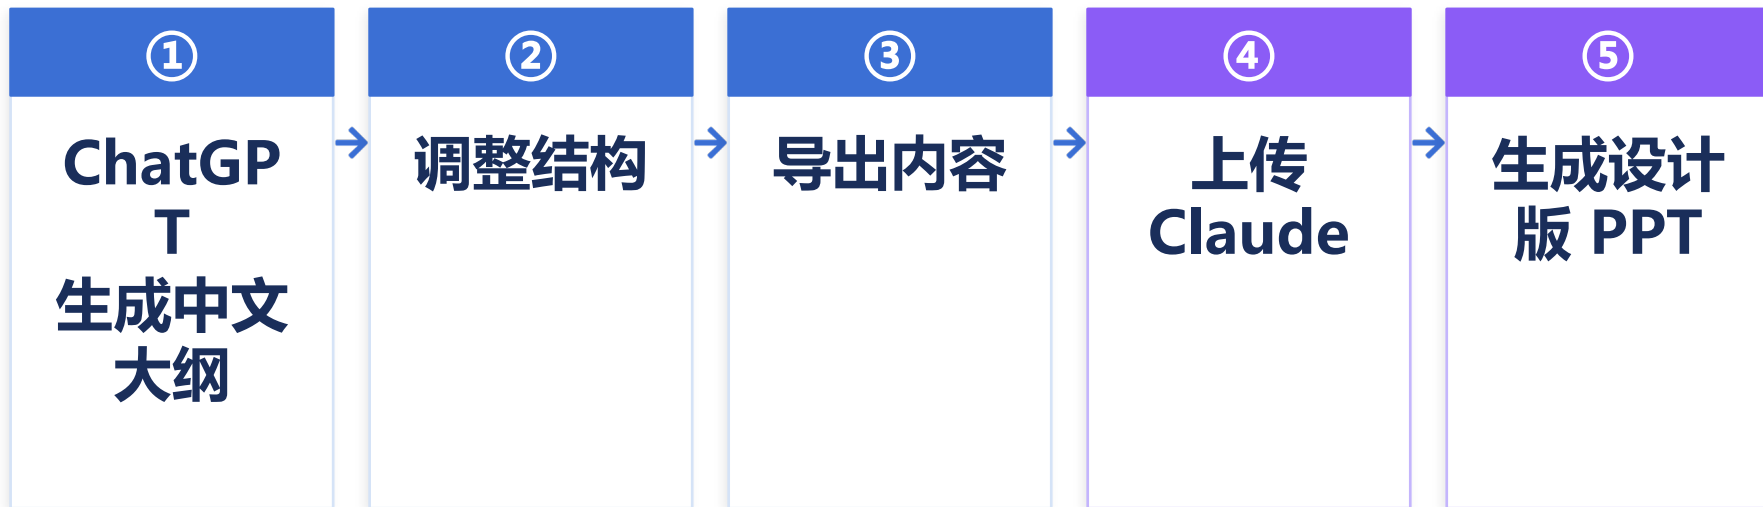 ①
ChatGP
T
生成中文
大纲
→
②
调整结构
→
③
导出内容
→
④
上传
Claude
→
⑤
生成设计
版 PPT